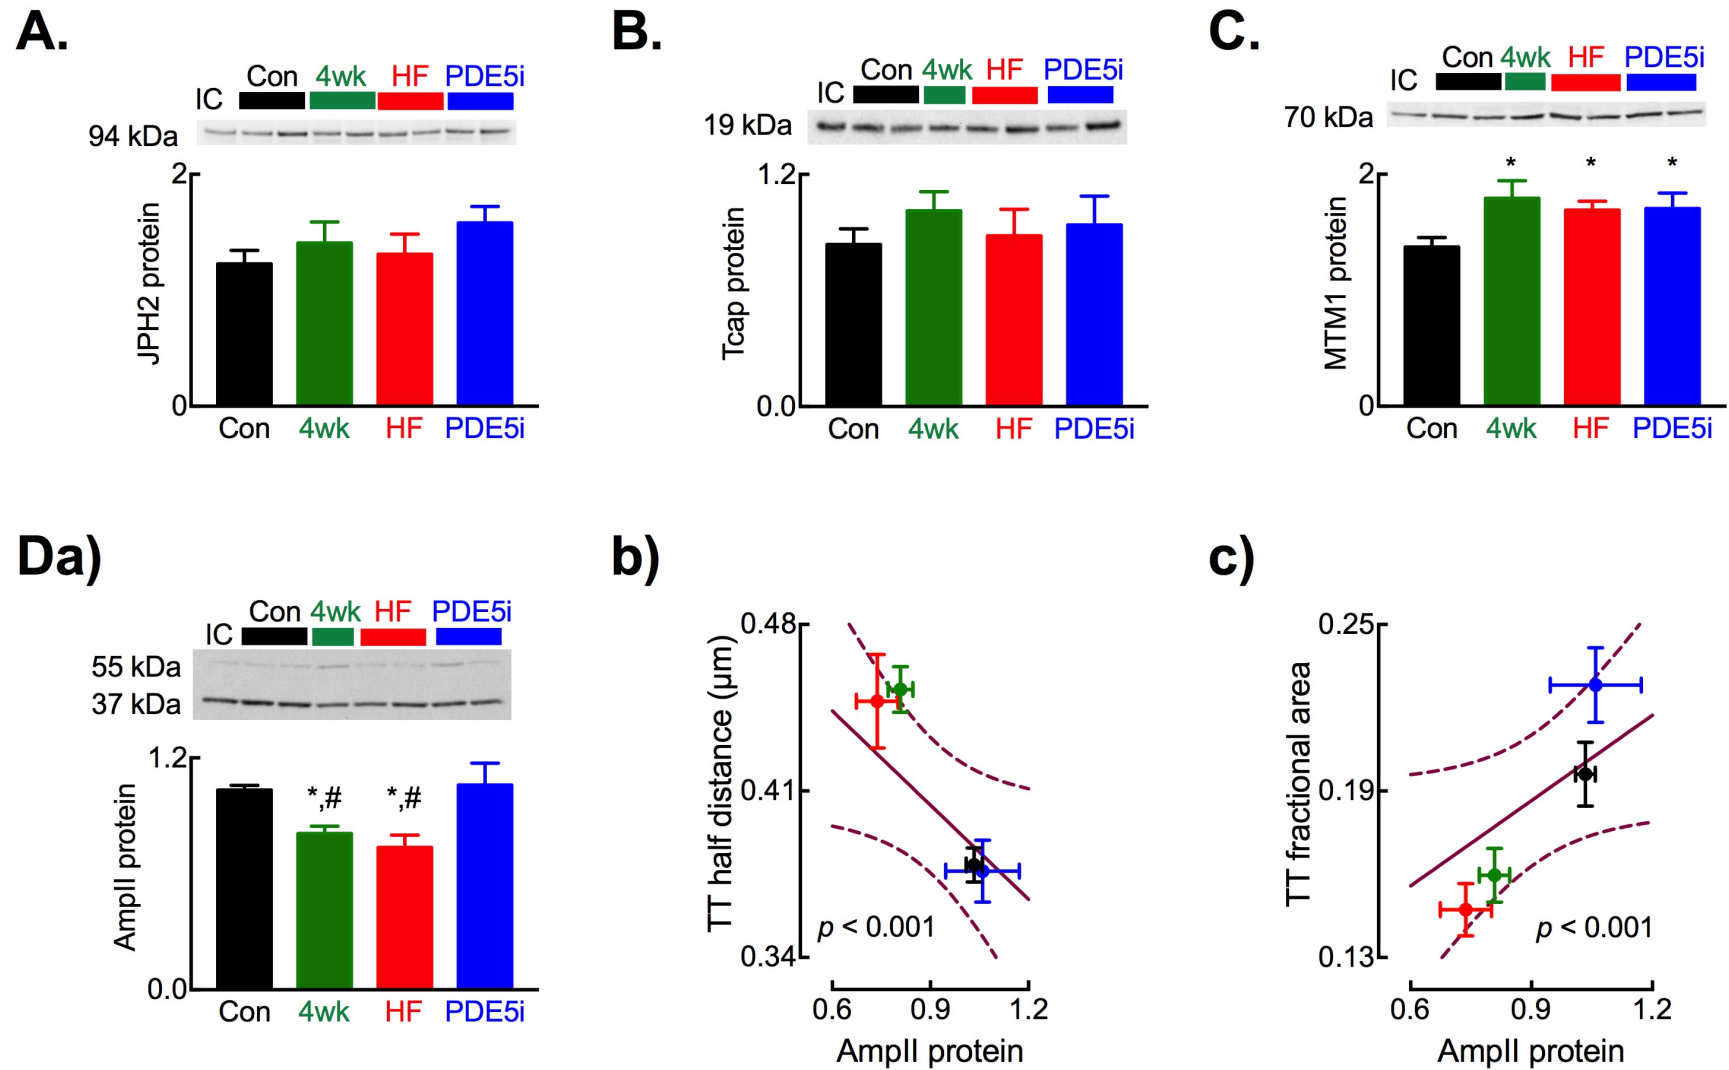 A.
IC Con 4wk HF PDE5i
94 kDa
2
JPH2 protein
0
Con 4wk HF PDE5i
B.
IC Con 4wk HF PDE5i
19 kDa
1.2
Tcap protein
0.0
Con 4wk HF PDE5i
C.
IC Con 4wk HF PDE5i
70 kDa
* * *
2
MTM1 protein
0
Con 4wk HF PDE5i
Da)
IC Con 4wk HF PDE5i
55 kDa
37 kDa
1.2
*,# *,#
AmpII protein
0.0
Con 4wk HF PDE5i
b)
0.48
TT half distance (µm)
0.41
p < 0.001
0.34
0.6 0.9 1.2
AmpII protein
c)
0.25
TT fractional area
0.19
p < 0.001
0.13
0.6 0.9 1.2
AmpII protein